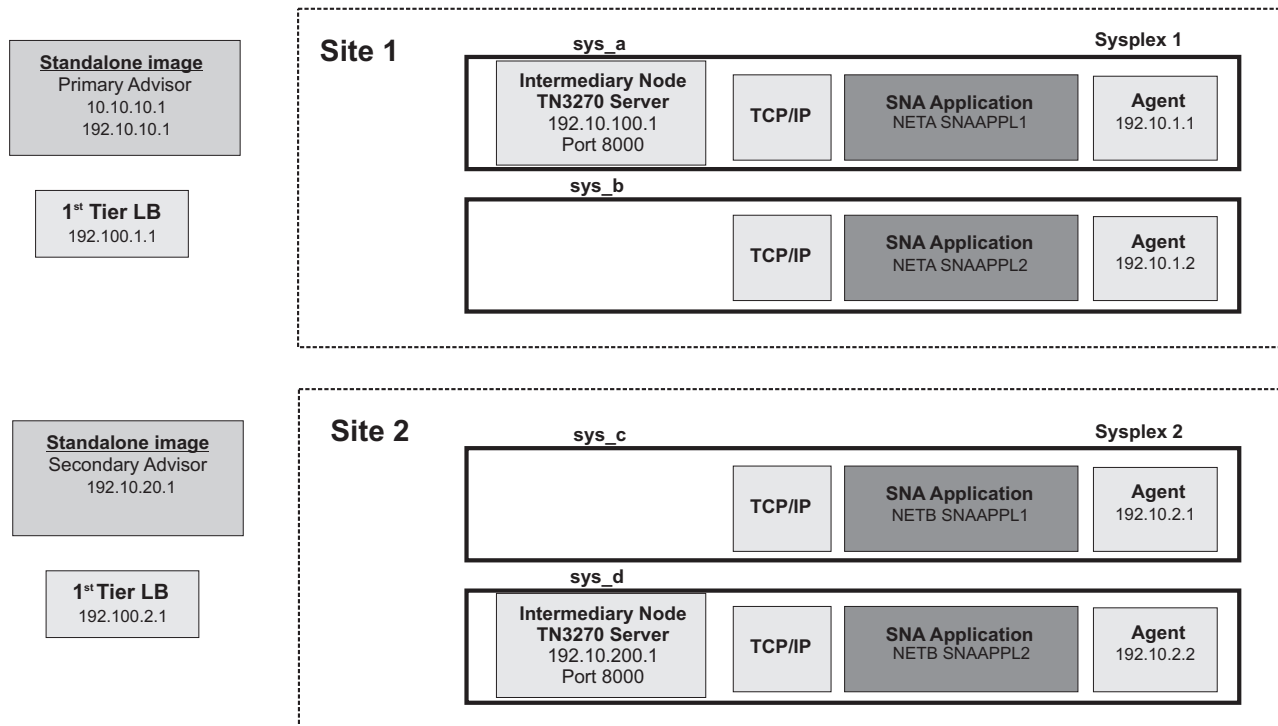 Standalone image
Primary Advisor
10.10.10.1
192.10.10.1
1st Tier LB
192.100.1.1
Site 1
sys_a
Sysplex 1
Intermediary Node
TN3270 Server
192.10.100.1
Port 8000
TCP/IP
SNA Application
NETA SNAAPPL1
Agent
192.10.1.1
sys_b
TCP/IP
SNA Application
NETA SNAAPPL2
Agent
192.10.1.2
Standalone image
Secondary Advisor
192.10.20.1
1st Tier LB
192.100.2.1
Site 2
sys_c
Sysplex 2
TCP/IP
SNA Application
NETB SNAAPPL1
Agent
192.10.2.1
sys_d
Intermediary Node
TN3270 Server
192.10.200.1
Port 8000
TCP/IP
SNA Application
NETB SNAAPPL2
Agent
192.10.2.2